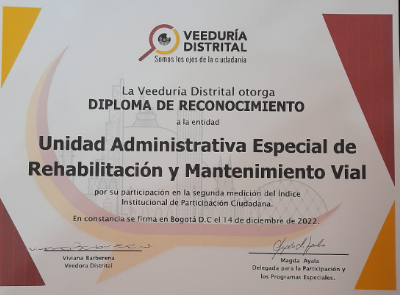 VEEDURÍA
DISTRITAL
Somos los ojos de la ciudadanía
La Veeduría Distrital otorga
DIPLOMA DE RECONOCIMIENTO
a la entidad
Unidad Administrativa Especial de
Rehabilitación y Mantenimiento Vial
por su participación en la segunda medición del Índice
Institucional de Participación Ciudadana.
En constancia se firma en Bogotá D.C el 14 de diciembre de 2022.
Viviana Barberena
Veedora Distrital
Magda Ayala
Delegada para la Participación y
los Programas Especiales.